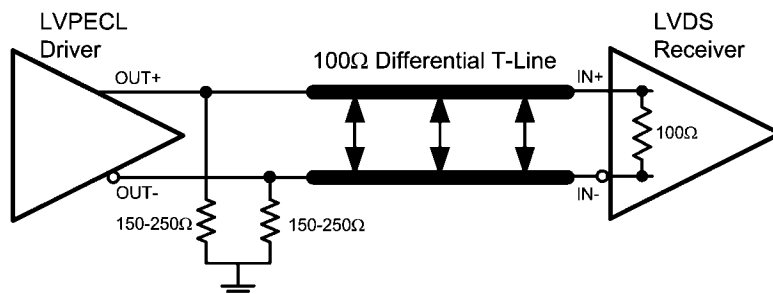 LVPECL
Driver
LVDS
Receiver
100Ω Differential T-Line
OUT+
IN+
100Ω
OUT-
IN-
150-250Ω
150-250Ω